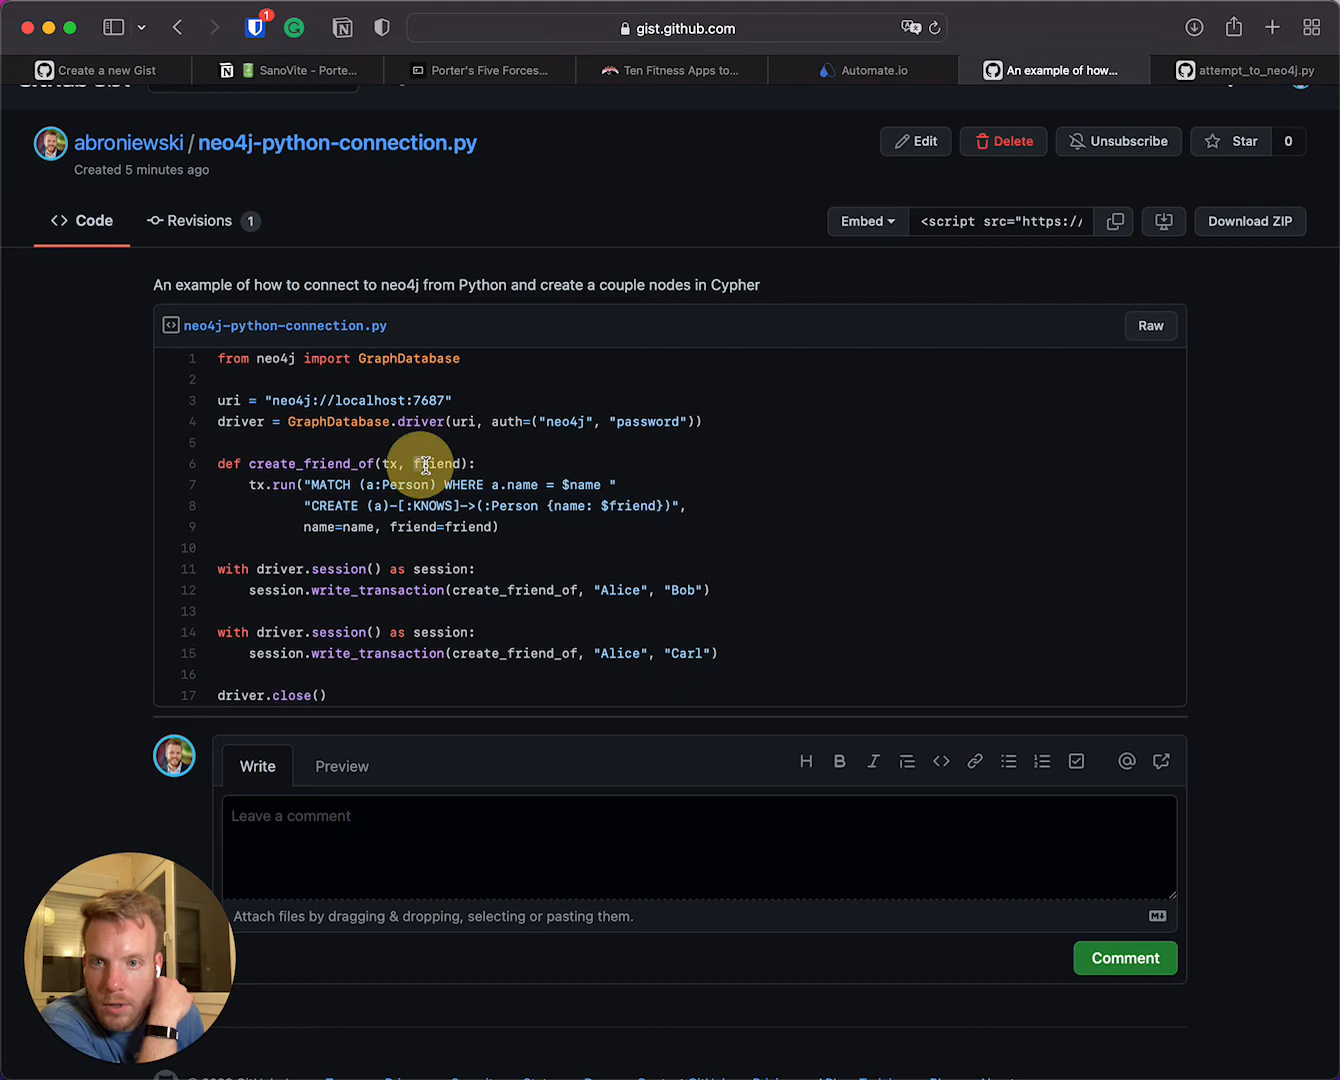 1
gist.github.com
Create a new Gist
SanoVite - Porte...
Porter's Five Forces...
Ten Fitness Apps to...
Automate.io
An example of how...
attempt_to_neo4j.py
abroniewski / neo4j-python-connection.py
Edit
Delete
Unsubscribe
Star
0
Created 5 minutes ago
Code
Revisions 1
Embed
<script src="https:/
Download ZIP
An example of how to connect to neo4j from Python and create a couple nodes in Cypher
neo4j-python-connection.py
Raw
1 from neo4j import GraphDatabase
2
3 uri = "neo4j://localhost:7687"
4 driver = GraphDatabase.driver(uri, auth=("neo4j", "password"))
5
6 def create_friend_of(tx, friend):
7 tx.run("MATCH (a:Person) WHERE a.name = $name "
8 "CREATE (a)-[:KNOWS]->(:Person {name: $friend})",
9 name=name, friend=friend)
10
11 with driver.session() as session:
12 session.write_transaction(create_friend_of, "Alice", "Bob")
13
14 with driver.session() as session:
15 session.write_transaction(create_friend_of, "Alice", "Carl")
16
17 driver.close()
Write
Preview
Leave a comment
Attach files by dragging & dropping, selecting or pasting them.
Comment